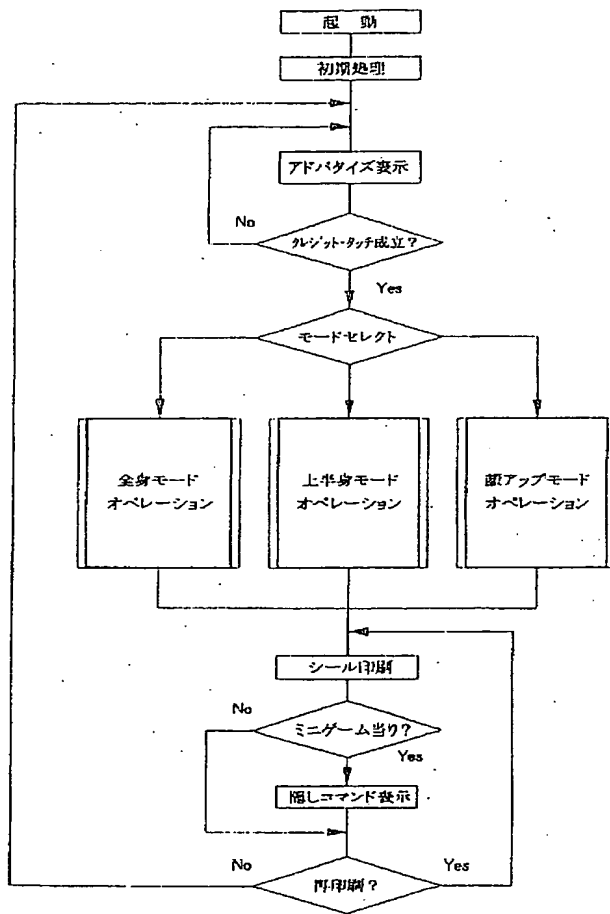 起 動
初期処理
アドバタイズ表示
No
クレジット・タッチ成立?
Yes
モードセレクト
全身モード
オペレーション
上半身モード
オペレーション
顔アップモード
オペレーション
シール印刷
No
ミニゲーム当り?
Yes
隠しコマンド表示
No
再印刷?
Yes